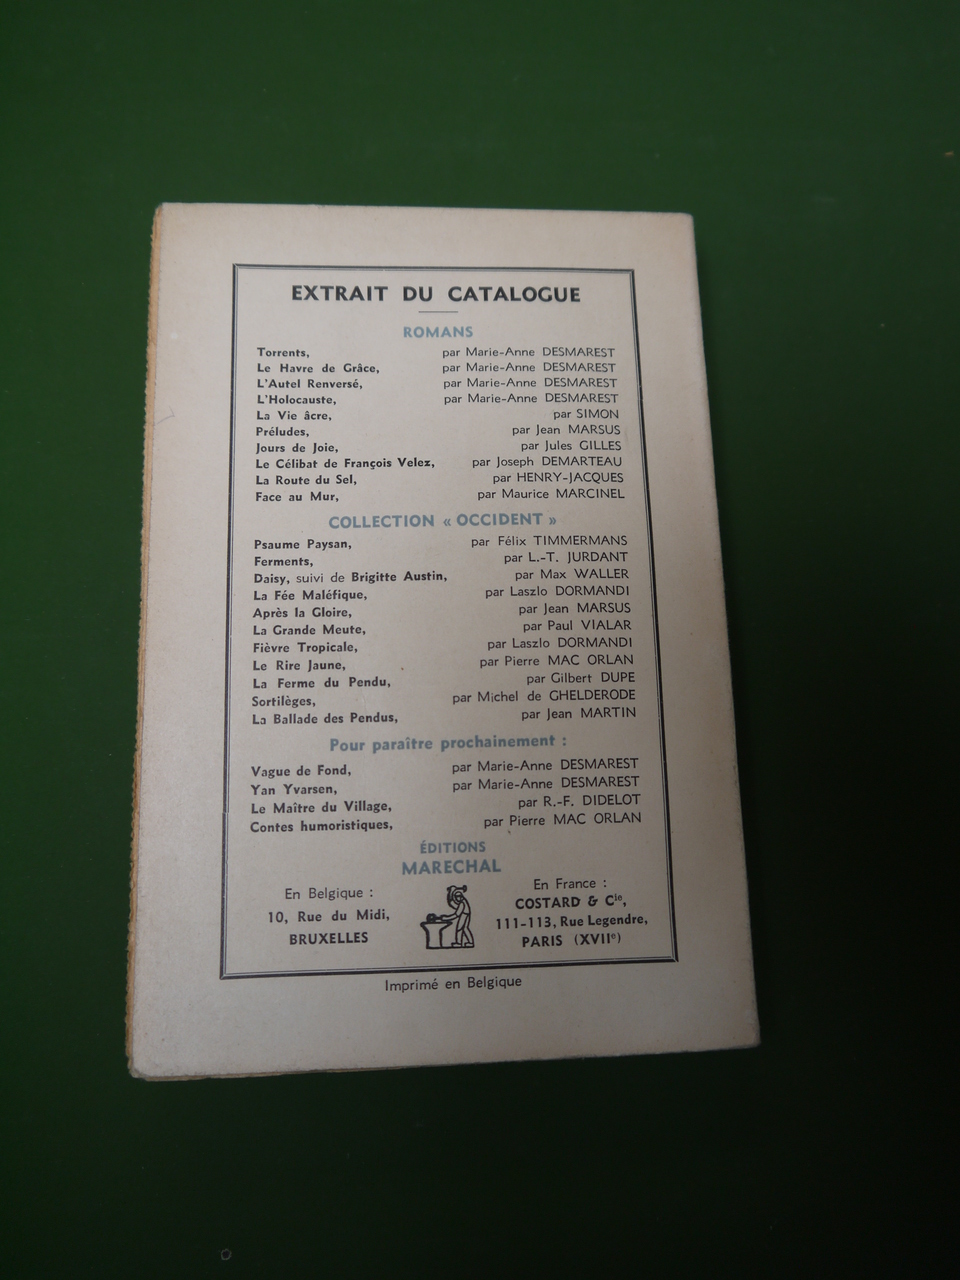 EXTRAIT DU CATALOGUE
ROMANS
Torrents, par Marie-Anne DESMAREST
Le Havre de Grâce, par Marie-Anne DESMAREST
L'Autel Renversé, par Marie-Anne DESMAREST
L'Holocauste, par Marie-Anne DESMAREST
La Vie âcre, par SIMON
Préludes, par Jean MARSUS
Jours de Joie, par Jules GILLES
Le Célibat de François Velez, par Joseph DEMARTEAU
La Route du Sel, par HENRY-JACQUES
Face au Mur, par Maurice MARCINEL
COLLECTION « OCCIDENT »
Psaume Paysan, par Félix TIMMERMANS
Ferments, par L.-T. JURDANT
Daisy, suivi de Brigitte Austin, par Max WALLER
La Fée Maléfique, par Laszlo DORMANDI
Après la Gloire, par Jean MARSUS
La Grande Meute, par Paul VIALAR
Fièvre Tropicale, par Laszlo DORMANDI
Le Rire Jaune, par Pierre MAC ORLAN
La Ferme du Pendu, par Gilbert DUPE
Sortilèges, par Michel de GHELDERODE
La Ballade des Pendus, par Jean MARTIN
Pour paraître prochainement :
Vague de Fond, par Marie-Anne DESMAREST
Yan Yvarsen, par Marie-Anne DESMAREST
Le Maître du Village, par R.-F. DIDELOT
Contes humoristiques, par Pierre MAC ORLAN
ÉDITIONS
MARECHAL
En Belgique :
10, Rue du Midi,
BRUXELLES
En France :
COSTARD & Cie,
111-113, Rue Legendre,
PARIS (XVIIe)
Imprimé en Belgique